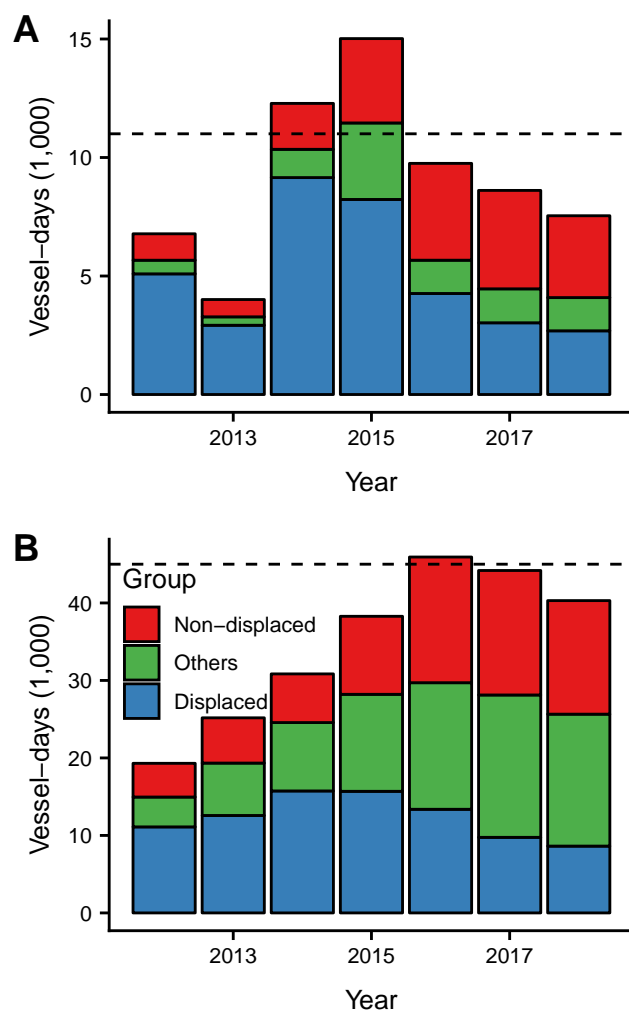 A
Vessel−days (1,000)
15
10
5
0
2013 2015 2017
Year
B
Vessel−days (1,000)
40
30
20
10
0
Group
Non−displaced
Others
Displaced
2013 2015 2017
Year